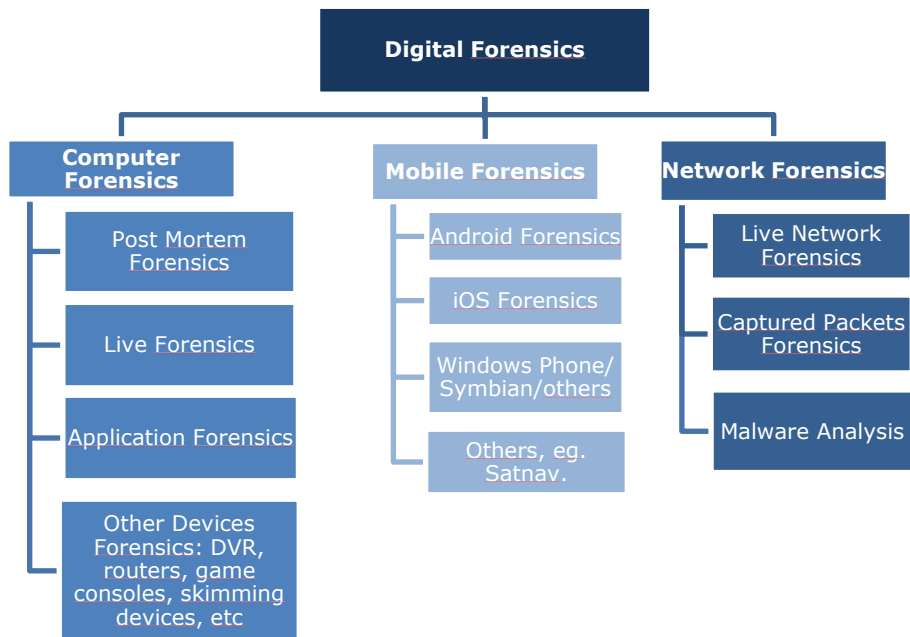 Digital Forensics
Computer
Forensics
Post Mortem
Forensics
Live Forensics
Application Forensics
Other Devices
Forensics: DVR,
routers, game
consoles, skimming
devices, etc
Mobile Forensics
Android Forensics
iOS Forensics
Windows Phone/
Symbian/others
Others, eg.
Satnav.
Network Forensics
Live Network
Forensics
Captured Packets
Forensics
Malware Analysis